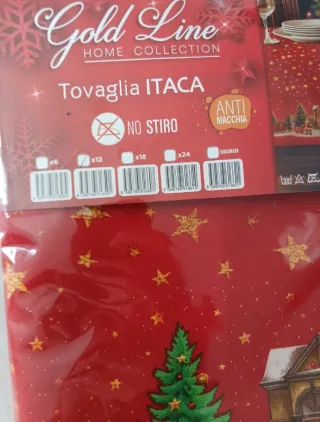 Gold Line
HOME COLLECTION
Tovaglia ITACA
NO STIRO
ANTI
MACCHIA
x6 x12 x18 x24